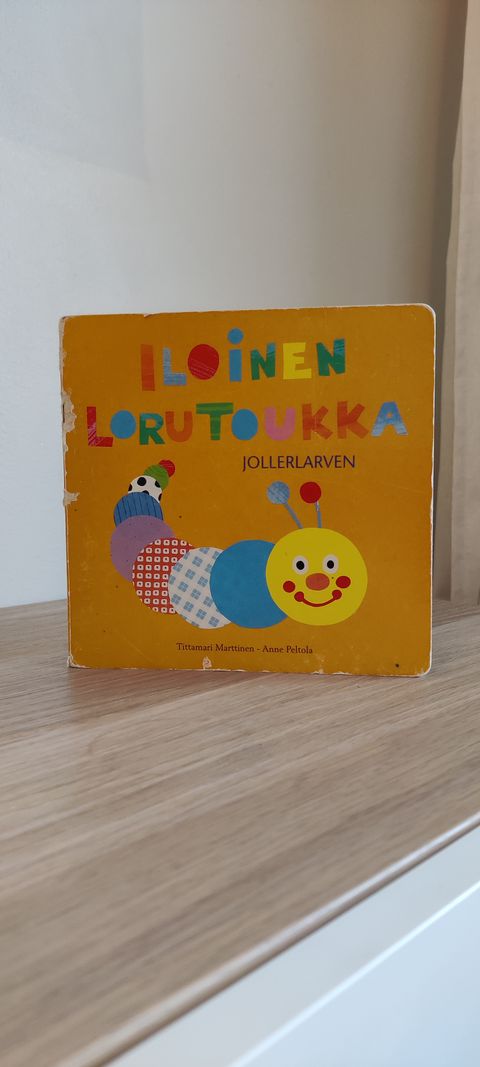 ILOiNEN
LORUTOUKKA
JOLLERLARVEN
Tittamari Marttinen - Anne Peltola